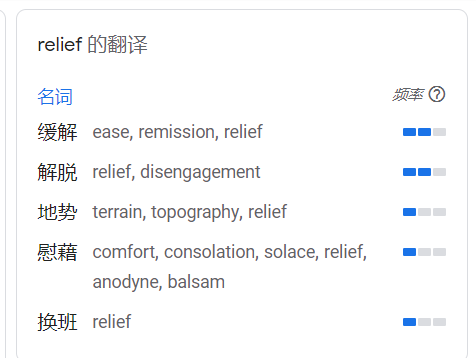 relief 的翻译
名词 频率
缓解 ease, remission, relief
解脱 relief, disengagement
地势 terrain, topography, relief
慰藉 comfort, consolation, solace, relief,
anodyne, balsam
换班 relief